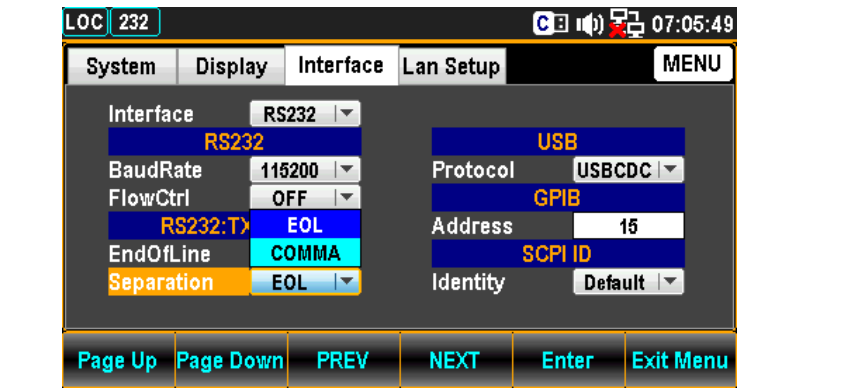 LOC 232 C 07:05:49
System Display Interface Lan Setup MENU
Interface RS232
RS232 USB
BaudRate 115200 Protocol USBCDC
FlowCtrl OFF GPIB
RS232:TX EOL Address 15
EndOfLine COMMA SCPI ID
Separation EOL Identity Default
Page Up Page Down PREV NEXT Enter Exit Menu